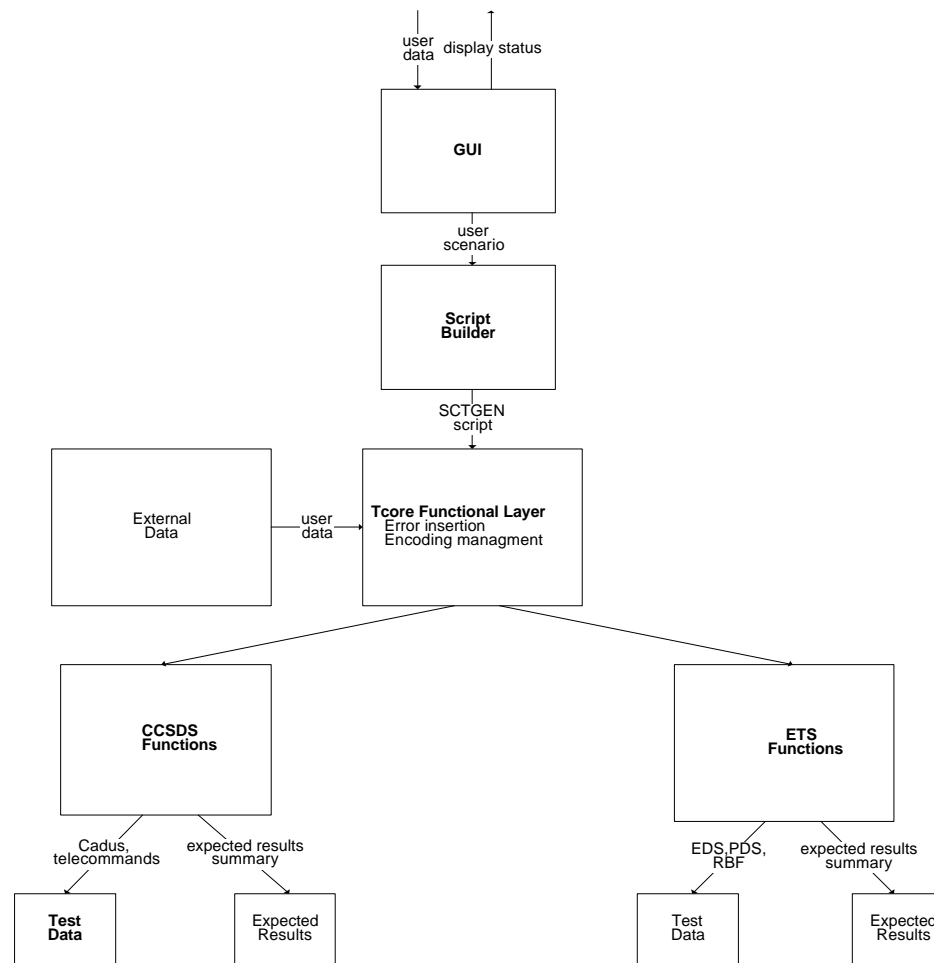 user
data
display status
GUI
user
scenario
Script
Builder
SCTGEN
script
External
Data
user
data
Tcore Functional Layer
Error insertion
Encoding managment
CCSDS
Functions
ETS
Functions
Cadus,
telecommands
expected results
summary
EDS,PDS,
RBF
expected results
summary
Test
Data
Expected
Results
Test
Data
Expected
Results